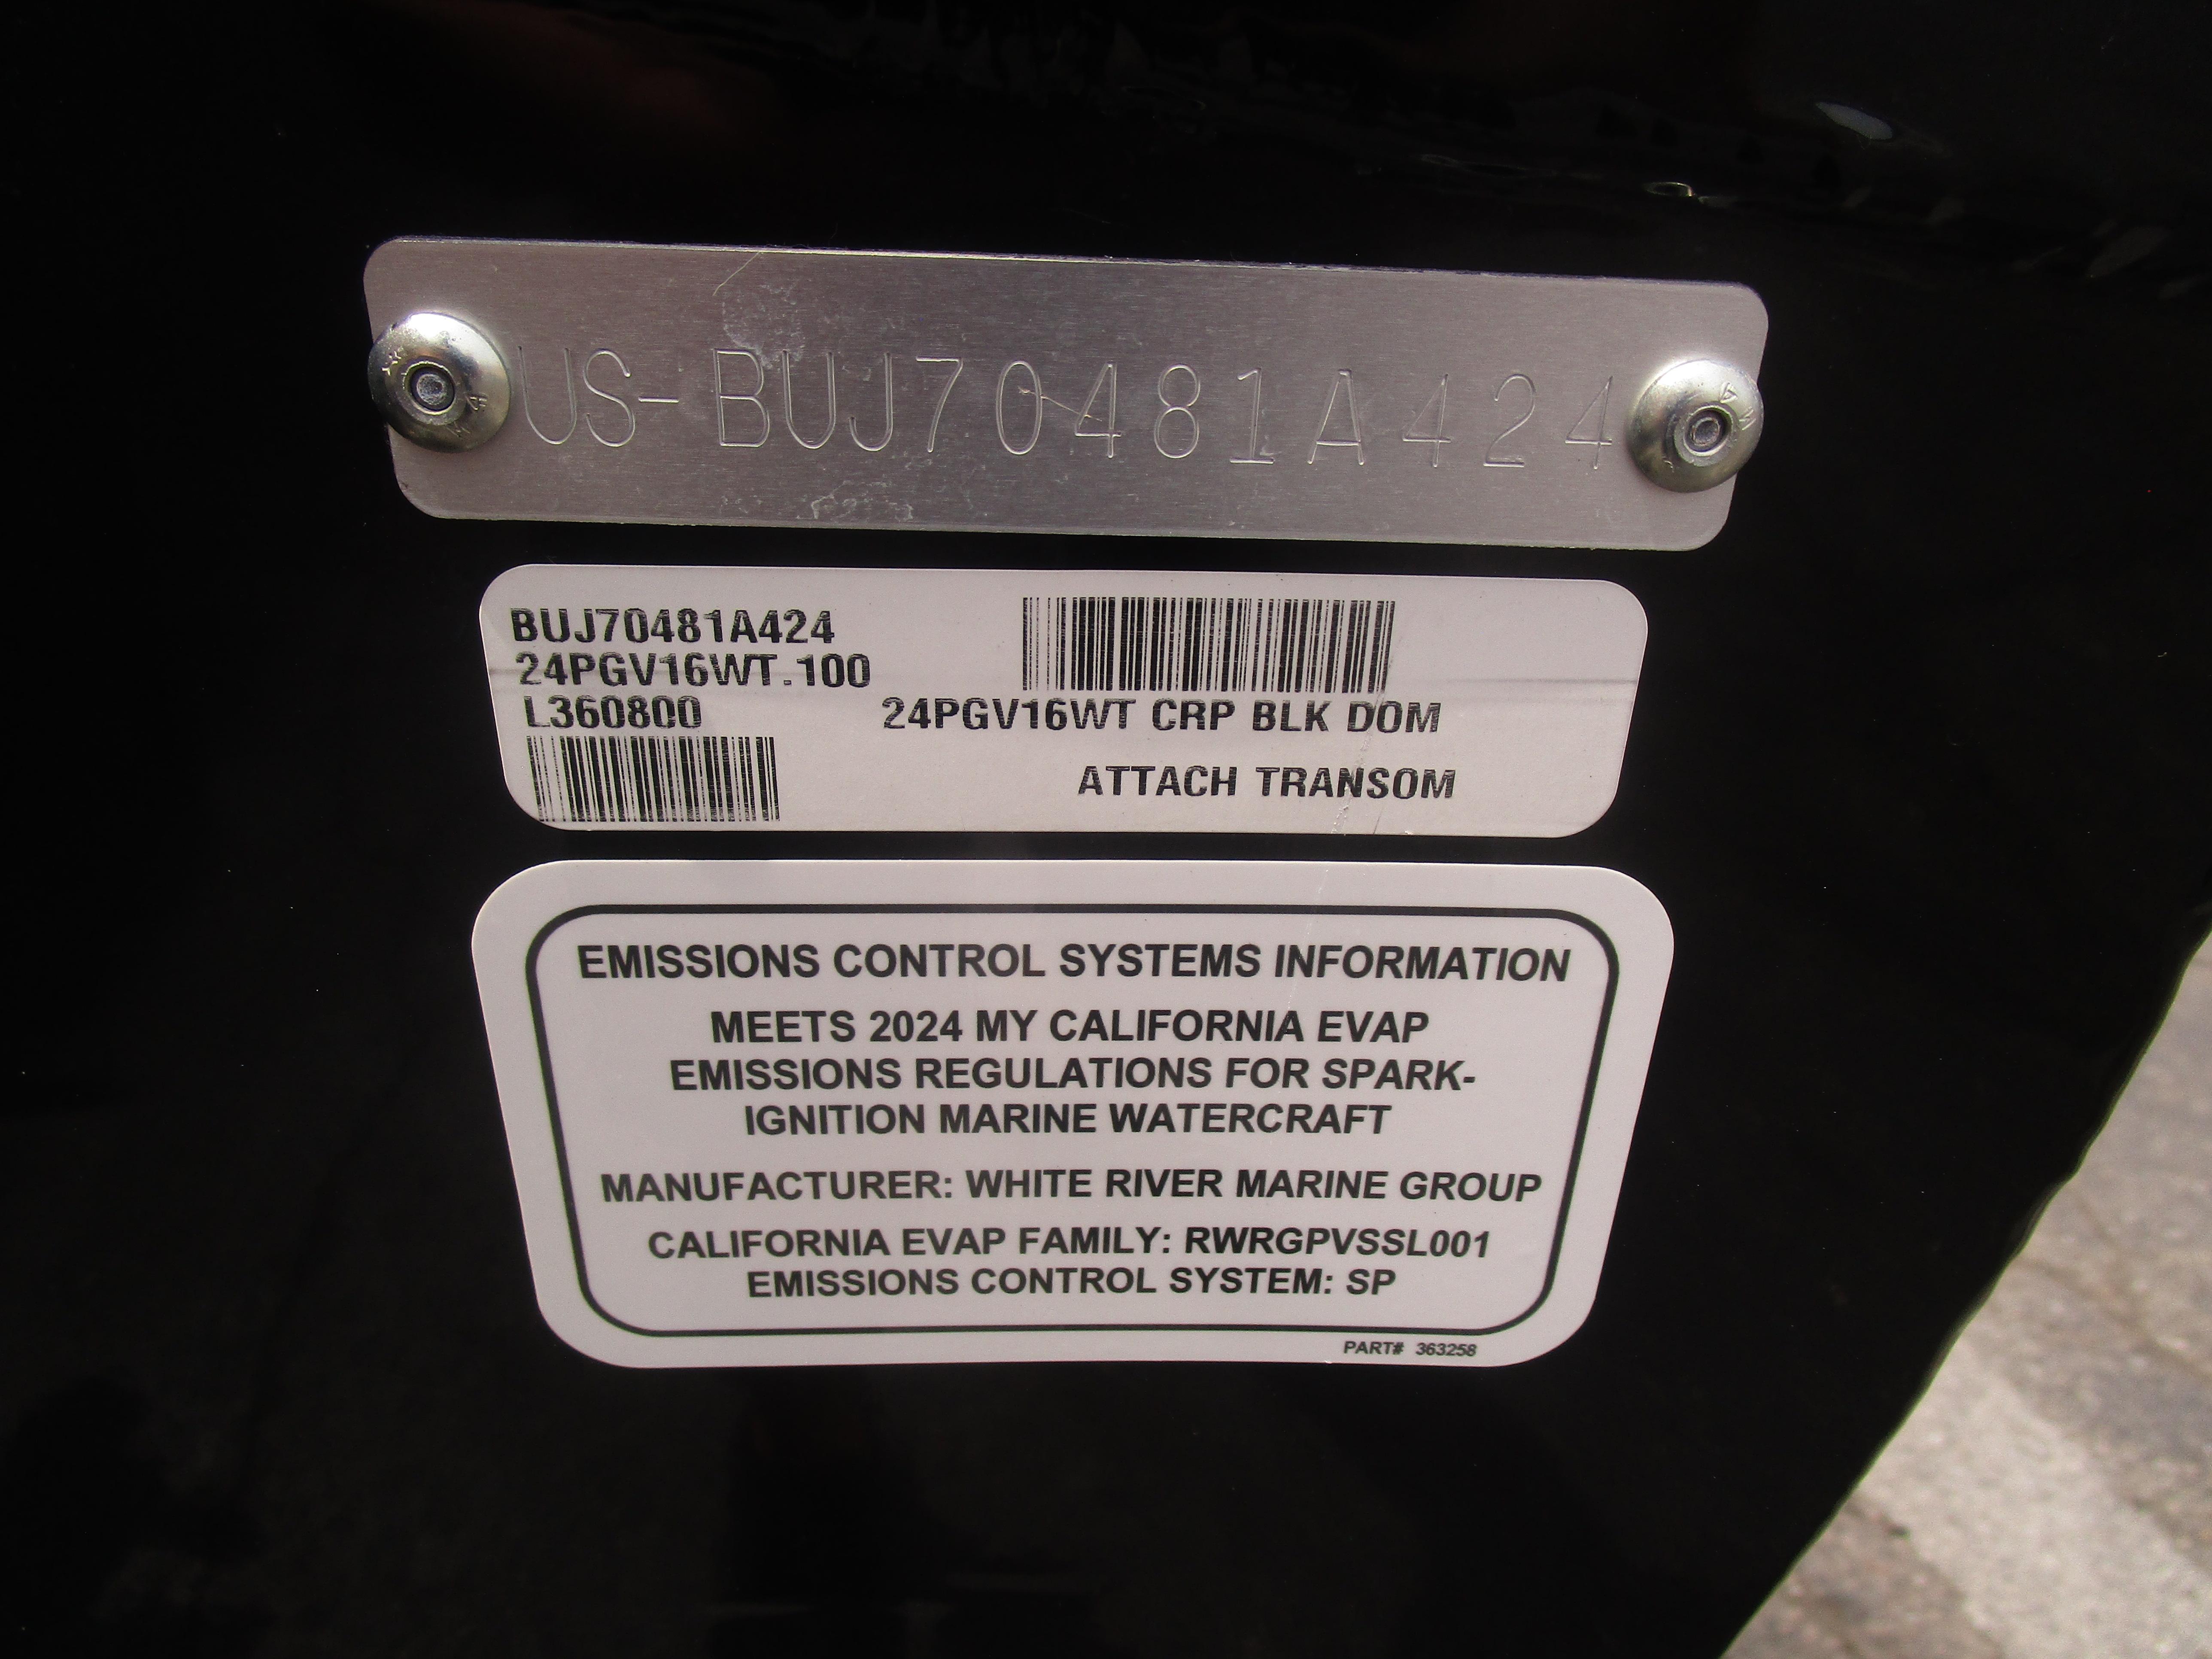 US-BUJ70481A424
BUJ70481A424
24PGV16WT.100
L360800
24PGV16WT CRP BLK DOM
ATTACH TRANSOM
EMISSIONS CONTROL SYSTEMS INFORMATION
MEETS 2024 MY CALIFORNIA EVAP
EMISSIONS REGULATIONS FOR SPARK-
IGNITION MARINE WATERCRAFT
MANUFACTURER: WHITE RIVER MARINE GROUP
CALIFORNIA EVAP FAMILY: RWRGPVSSL001
EMISSIONS CONTROL SYSTEM: SP
PART# 363258